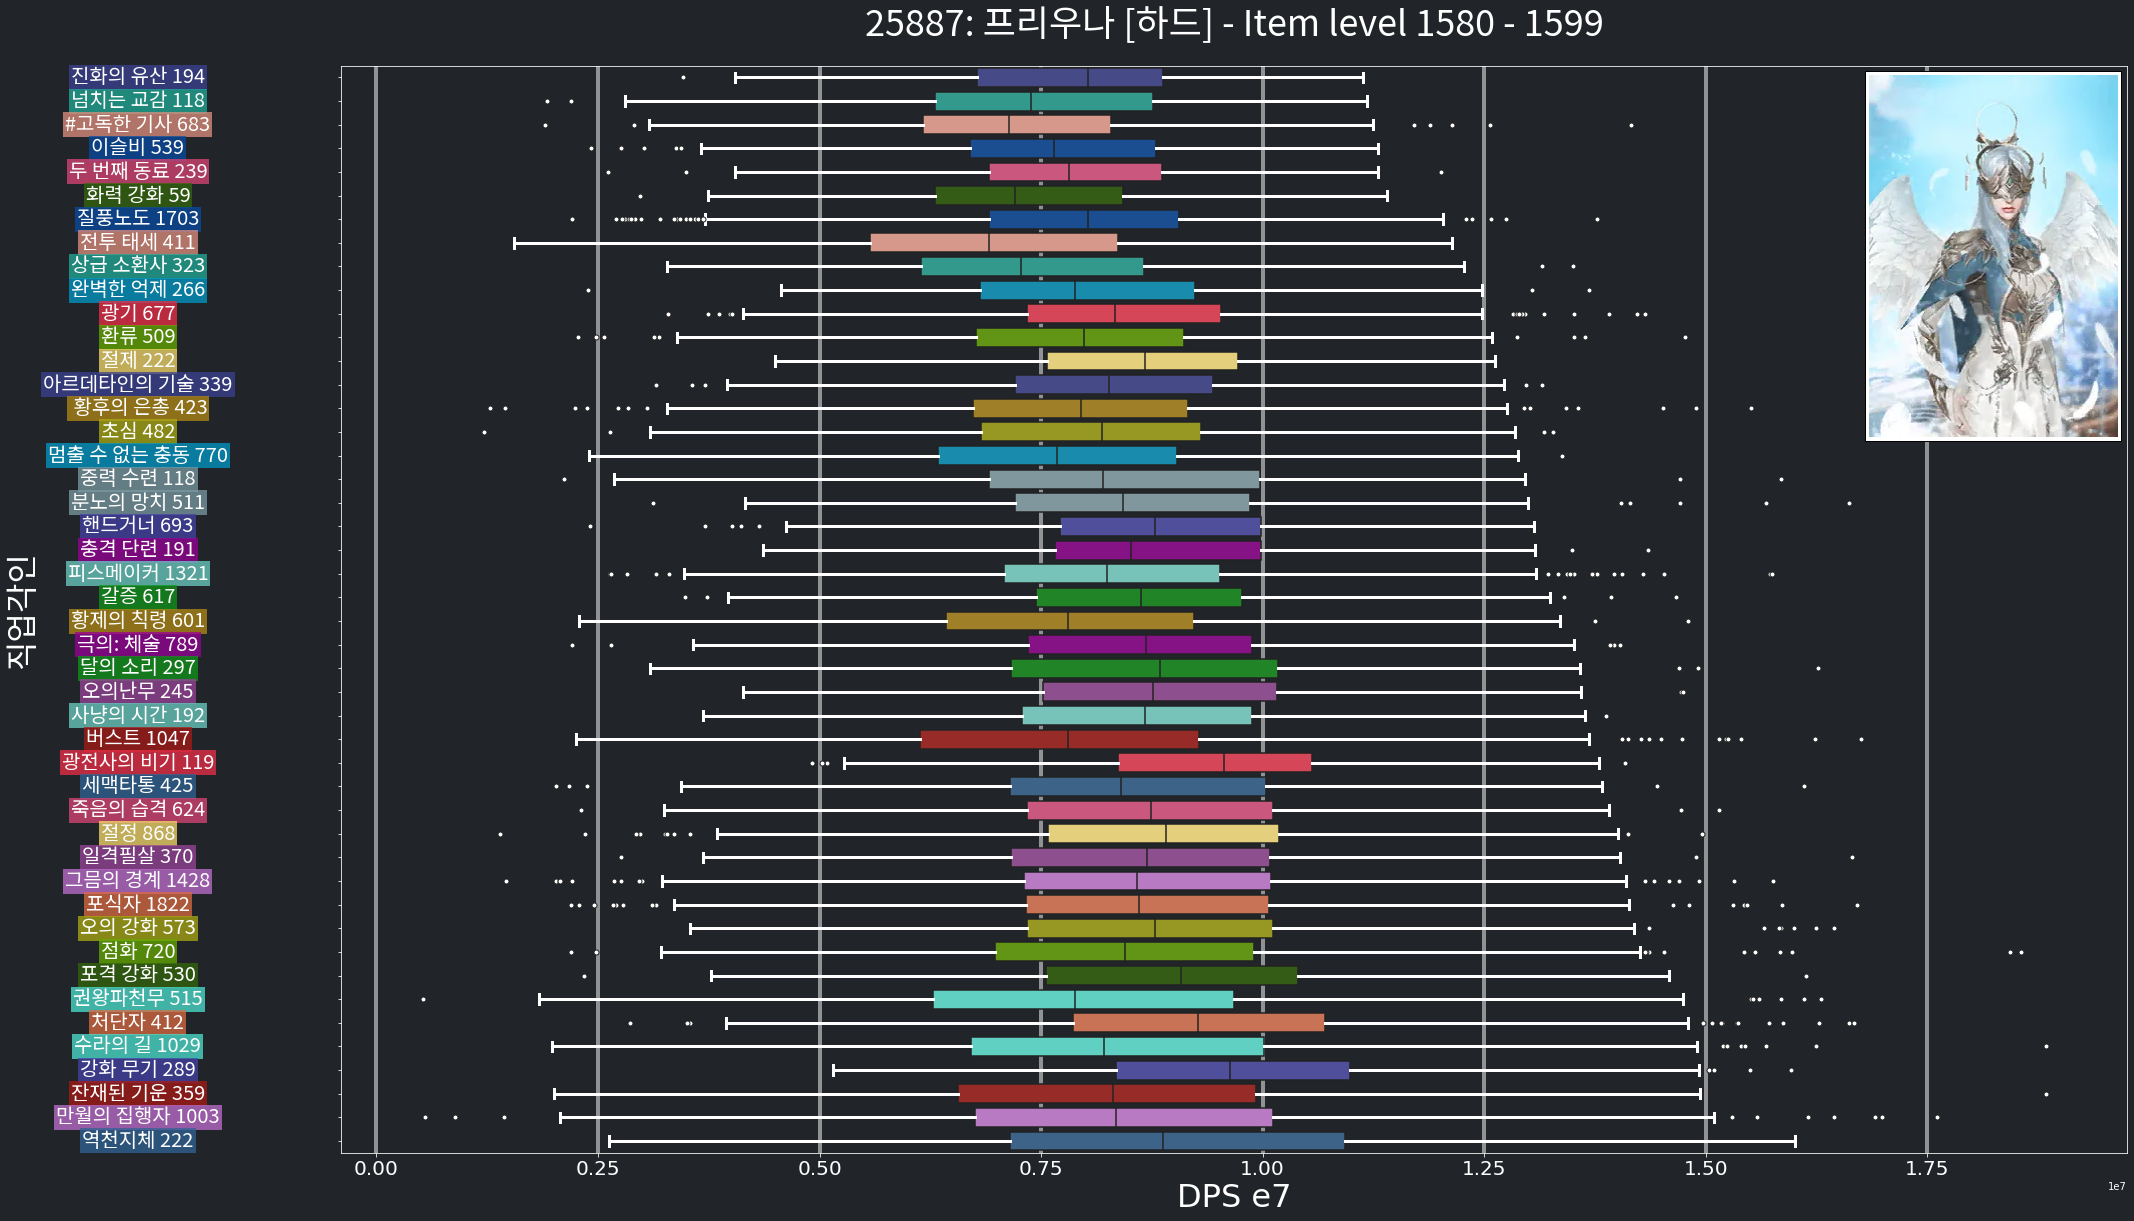 25887: 프리우나 [하드] - Item level 1580 - 1599
진화의 유산 194
넘치는 교감 118
#고독한 기사 683
이슬비 539
두 번째 동료 239
화력 강화 59
질풍노도 1703
전투 태세 411
상급 소환사 323
완벽한 억제 266
광기 677
환류 509
절제 222
아르데타인의 기술 339
황후의 은총 423
초심 482
멈출 수 없는 충동 770
중력 수련 118
분노의 망치 511
핸드거너 693
충격 단련 191
피스메이커 1321
갈증 617
황제의 칙령 601
극의: 체술 789
달의 소리 297
오의난무 245
사냥의 시간 192
버스트 1047
광전사의 비기 119
세맥타통 425
죽음의 습격 624
절정 868
일격필살 370
그믐의 경계 1428
포식자 1822
오의 강화 573
점화 720
포격 강화 530
권왕파천무 515
처단자 412
수라의 길 1029
강화 무기 289
잔재된 기운 359
만월의 집행자 1003
역천지체 222
직업각인
0.00 0.25 0.50 0.75 1.00 1.25 1.50 1.75
DPS e7
1e7